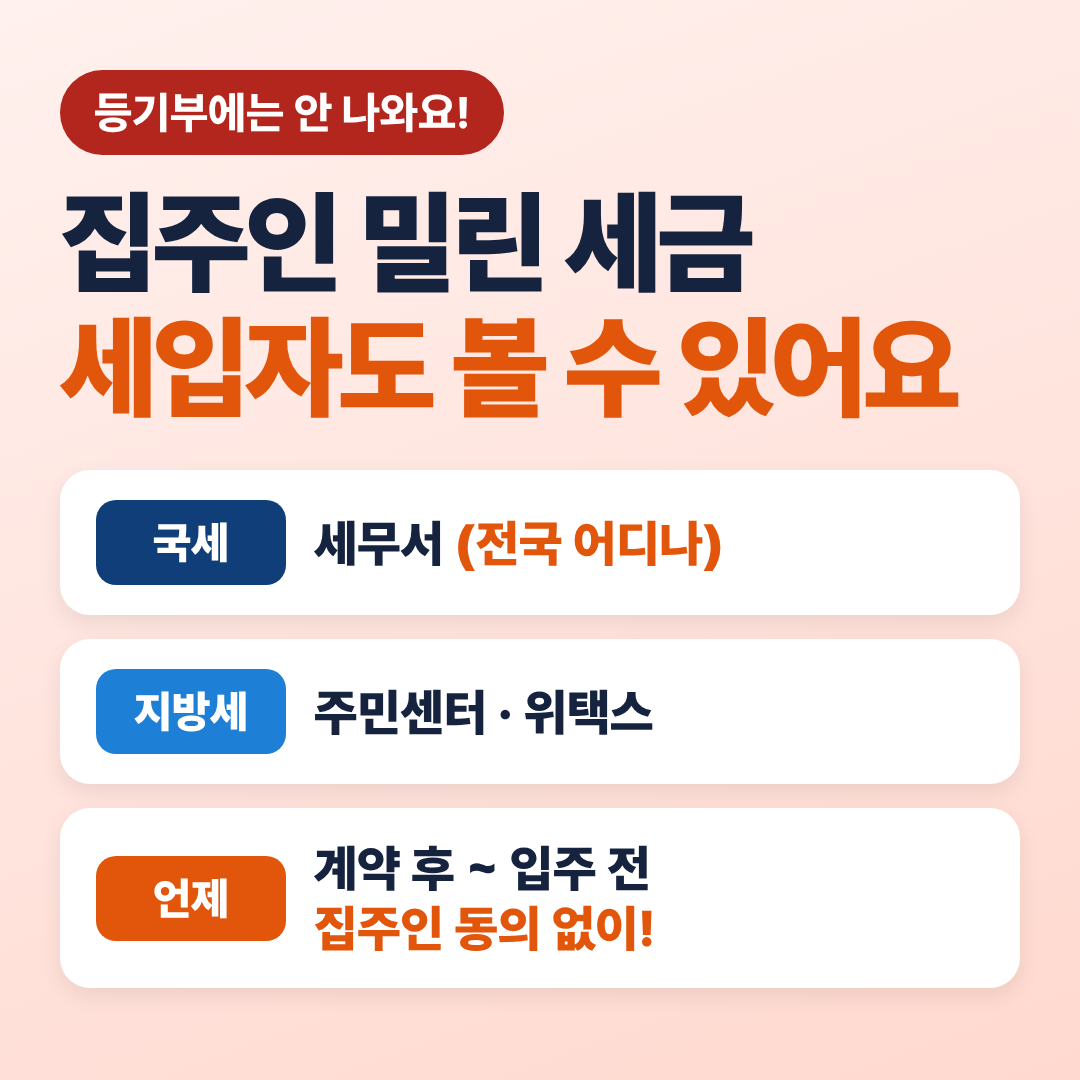 등기부에는 안 나와요!
집주인 밀린 세금
세입자도 볼 수 있어요
국세
세무서 (전국 어디나)
지방세
주민센터 · 위택스
언제
계약 후 ~ 입주 전
집주인 동의 없이!